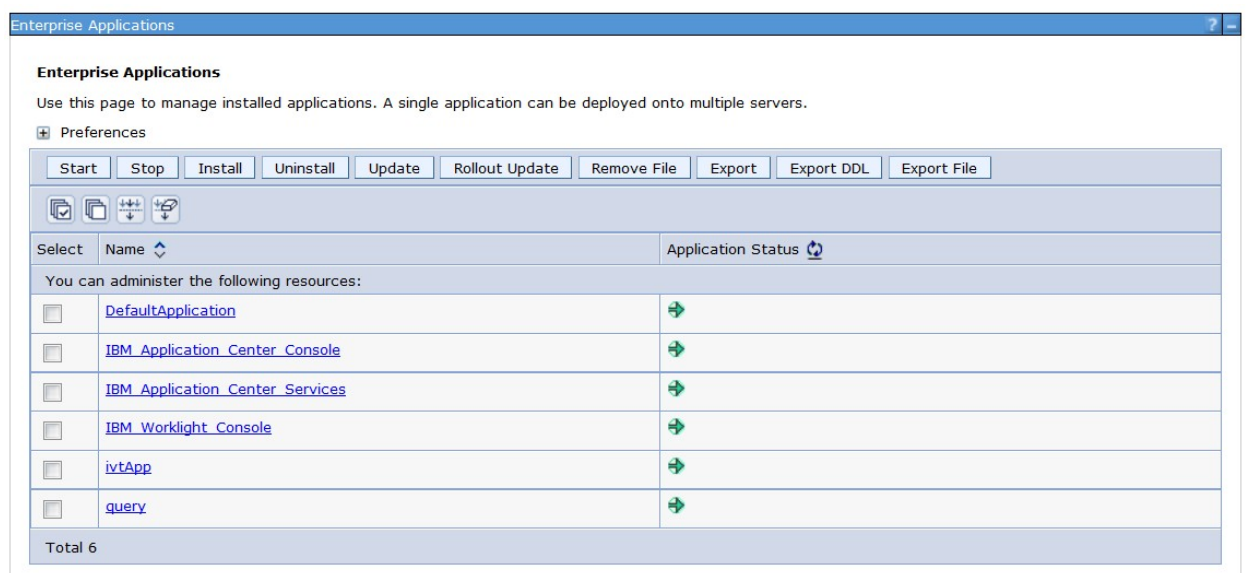 Enterprise Applications ? –
Enterprise Applications
Use this page to manage installed applications. A single application can be deployed onto multiple servers.
+ Preferences
Start Stop Install Uninstall Update Rollout Update Remove File Export Export DDL Export File
Select Name Application Status
You can administer the following resources:
DefaultApplication
IBM_Application_Center_Console
IBM_Application_Center_Services
IBM_Worklight_Console
ivtApp
query
Total 6